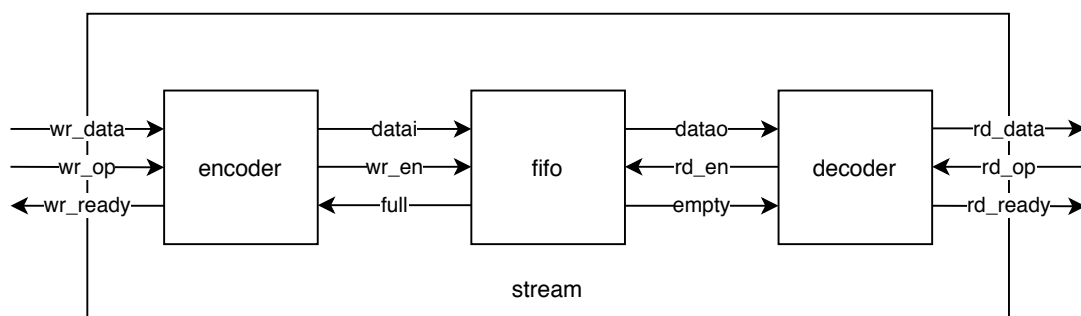 wr_data datai datao rd_data
wr_op encoder wr_en fifo rd_en decoder rd_op
wr_ready full empty rd_ready
stream